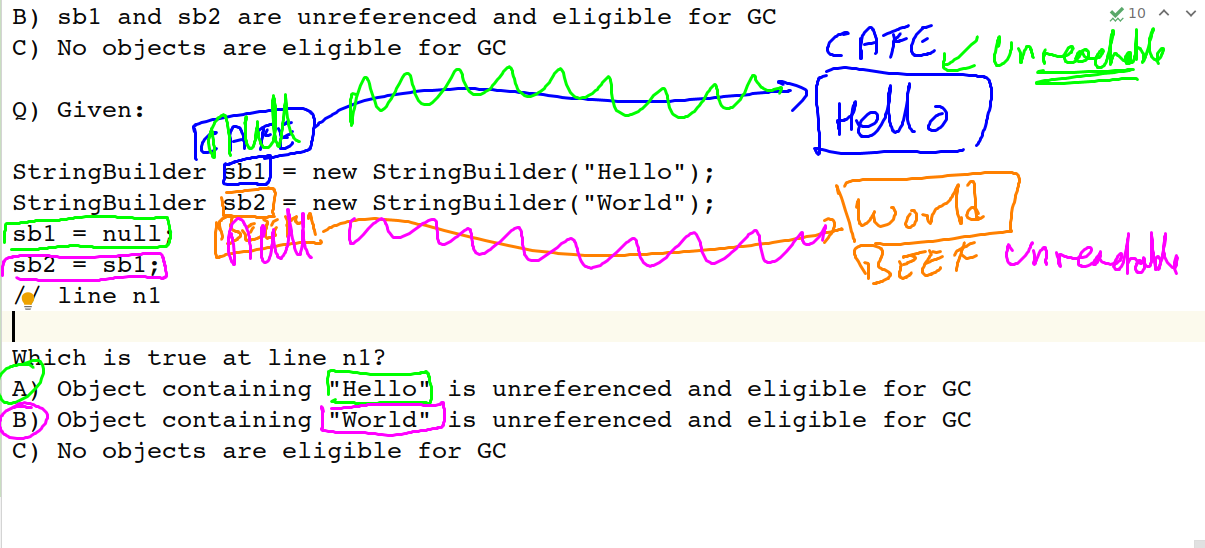 B) sb1 and sb2 are unreferenced and eligible for GC
10
C) No objects are eligible for GC
CAFE
Unreachable
Q) Given:
null
Hello
StringBuilder sb1 = new StringBuilder("Hello");
StringBuilder sb2 = new StringBuilder("World");
World
sb1 = null;
null
BEEF
Unreachable
sb2 = sb1;
// line n1
Which is true at line n1?
A) Object containing "Hello" is unreferenced and eligible for GC
B) Object containing "World" is unreferenced and eligible for GC
C) No objects are eligible for GC